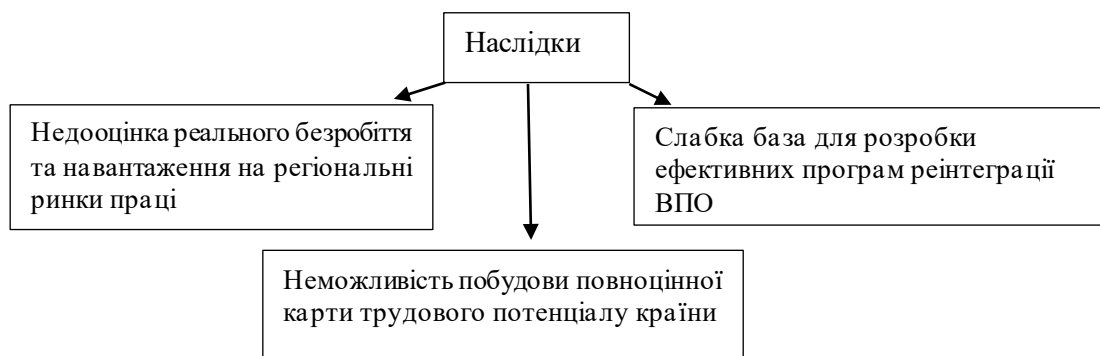 Наслідки
Недооцінка реального безробіття
та навантаження на регіональні
ринки праці
Слабка база для розробки
ефективних програм реінтеграції
ВПО
Неможливість побудови повноцінної
карти трудового потенціалу країни